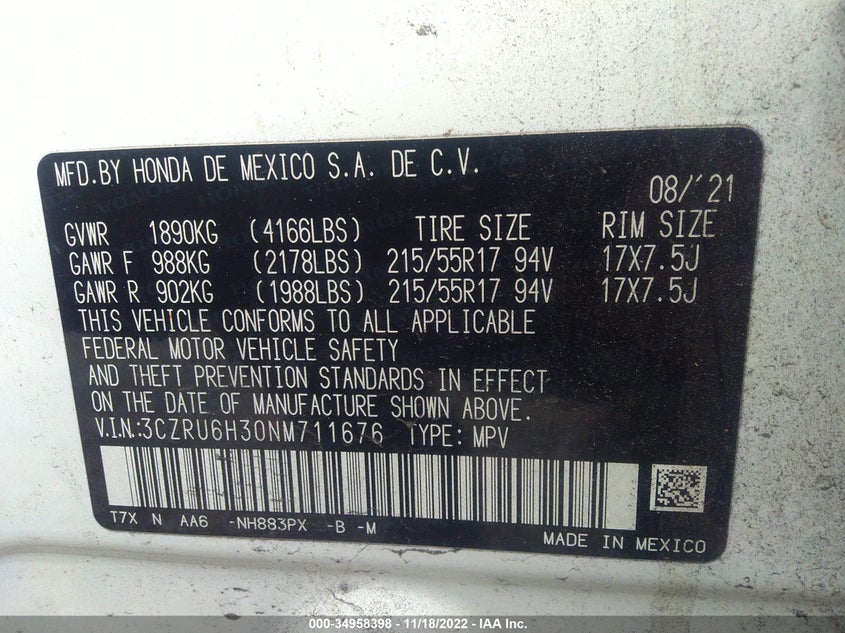 MFD.BY HONDA DE MEXICO S.A. DE C.V.
08/'21
GVWR 1890KG (4166LBS) TIRE SIZE RIM SIZE
GAWR F 988KG (2178LBS) 215/55R17 94V 17X7.5J
GAWR R 902KG (1988LBS) 215/55R17 94V 17X7.5J
THIS VEHICLE CONFORMS TO ALL APPLICABLE
FEDERAL MOTOR VEHICLE SAFETY
AND THEFT PREVENTION STANDARDS IN EFFECT
ON THE DATE OF MANUFACTURE SHOWN ABOVE.
V.I.N.:3CZRU6H30NM711676 TYPE: MPV
T7X N AA6 -NH883PX -B -M
MADE IN MEXICO
000-34958398 - 11/18/2022 - IAA Inc.